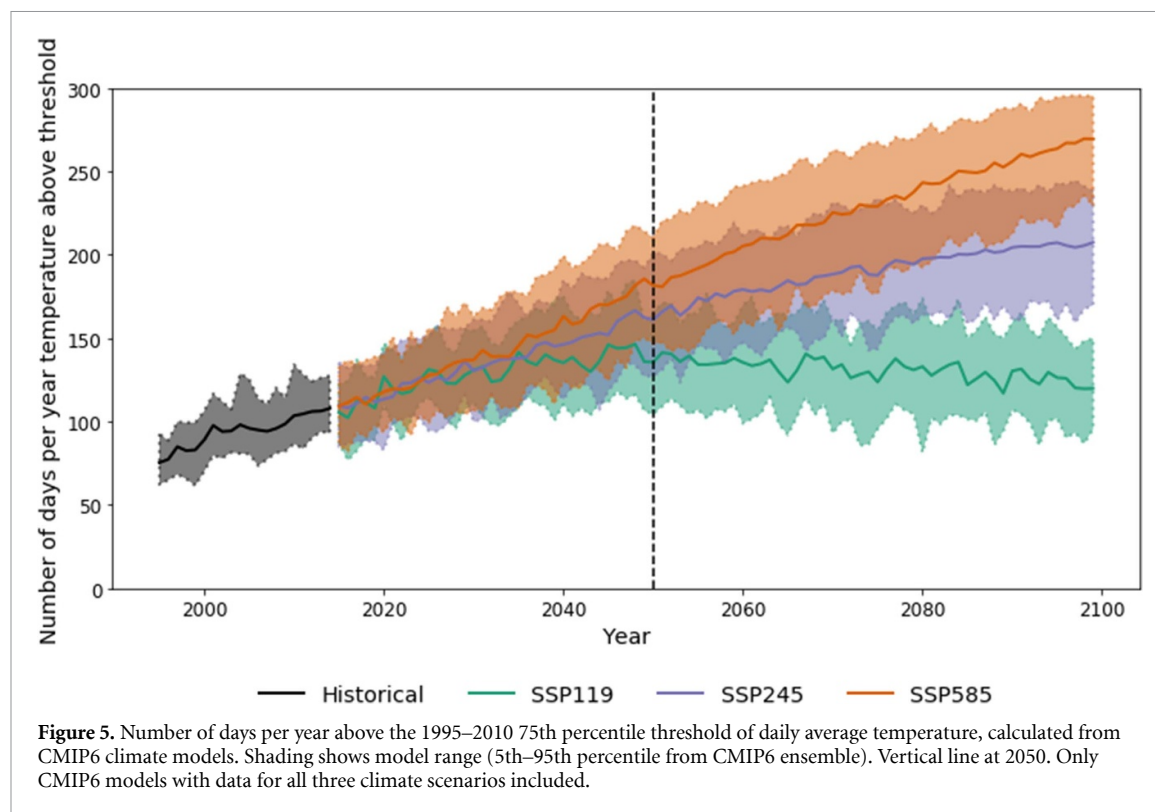 Number of days per year temperature above threshold
300
250
200
150
100
50
0
2000 2020 2040 2060 2080 2100
Year
Historical SSP119 SSP245 SSP585
Figure 5. Number of days per year above the 1995–2010 75th percentile threshold of daily average temperature, calculated from
CMIP6 climate models. Shading shows model range (5th–95th percentile from CMIP6 ensemble). Vertical line at 2050. Only
CMIP6 models with data for all three climate scenarios included.